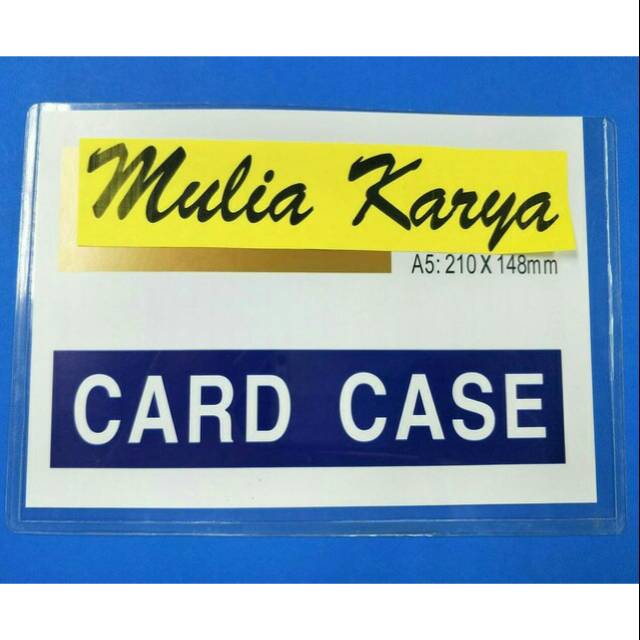 Mulia Karya
A5: 210 X 148mm
CARD CASE